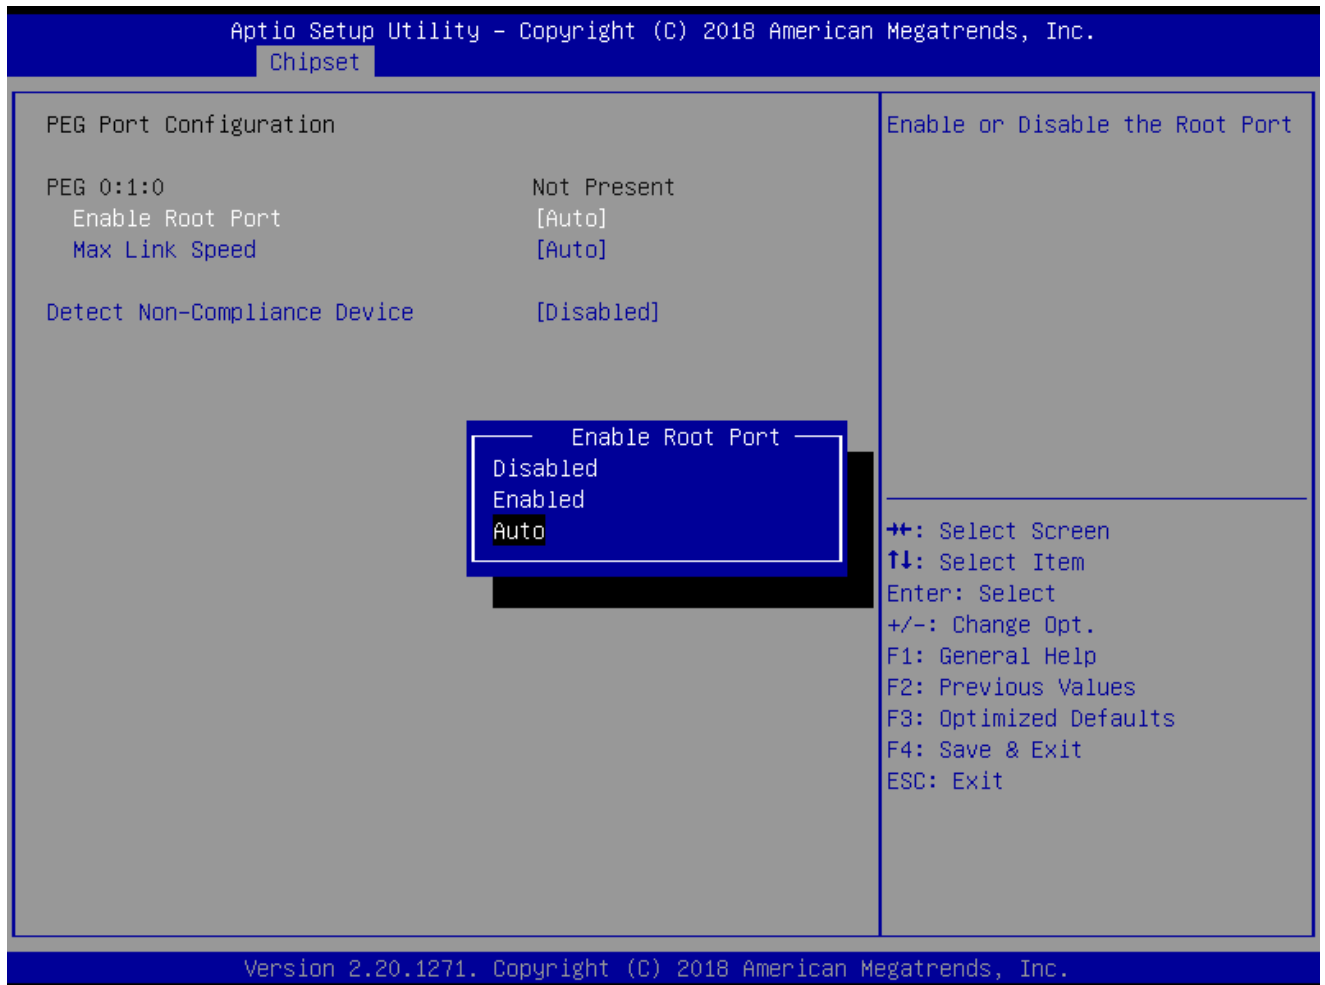 Aptio Setup Utility – Copyright (C) 2018 American Megatrends, Inc.
Chipset
PEG Port Configuration
PEG 0:1:0 Not Present
Enable Root Port [Auto]
Max Link Speed [Auto]
Detect Non-Compliance Device [Disabled]
Enable Root Port
Disabled
Enabled
Auto
Enable or Disable the Root Port
→←: Select Screen
↑↓: Select Item
Enter: Select
+/-: Change Opt.
F1: General Help
F2: Previous Values
F3: Optimized Defaults
F4: Save & Exit
ESC: Exit
Version 2.20.1271. Copyright (C) 2018 American Megatrends, Inc.